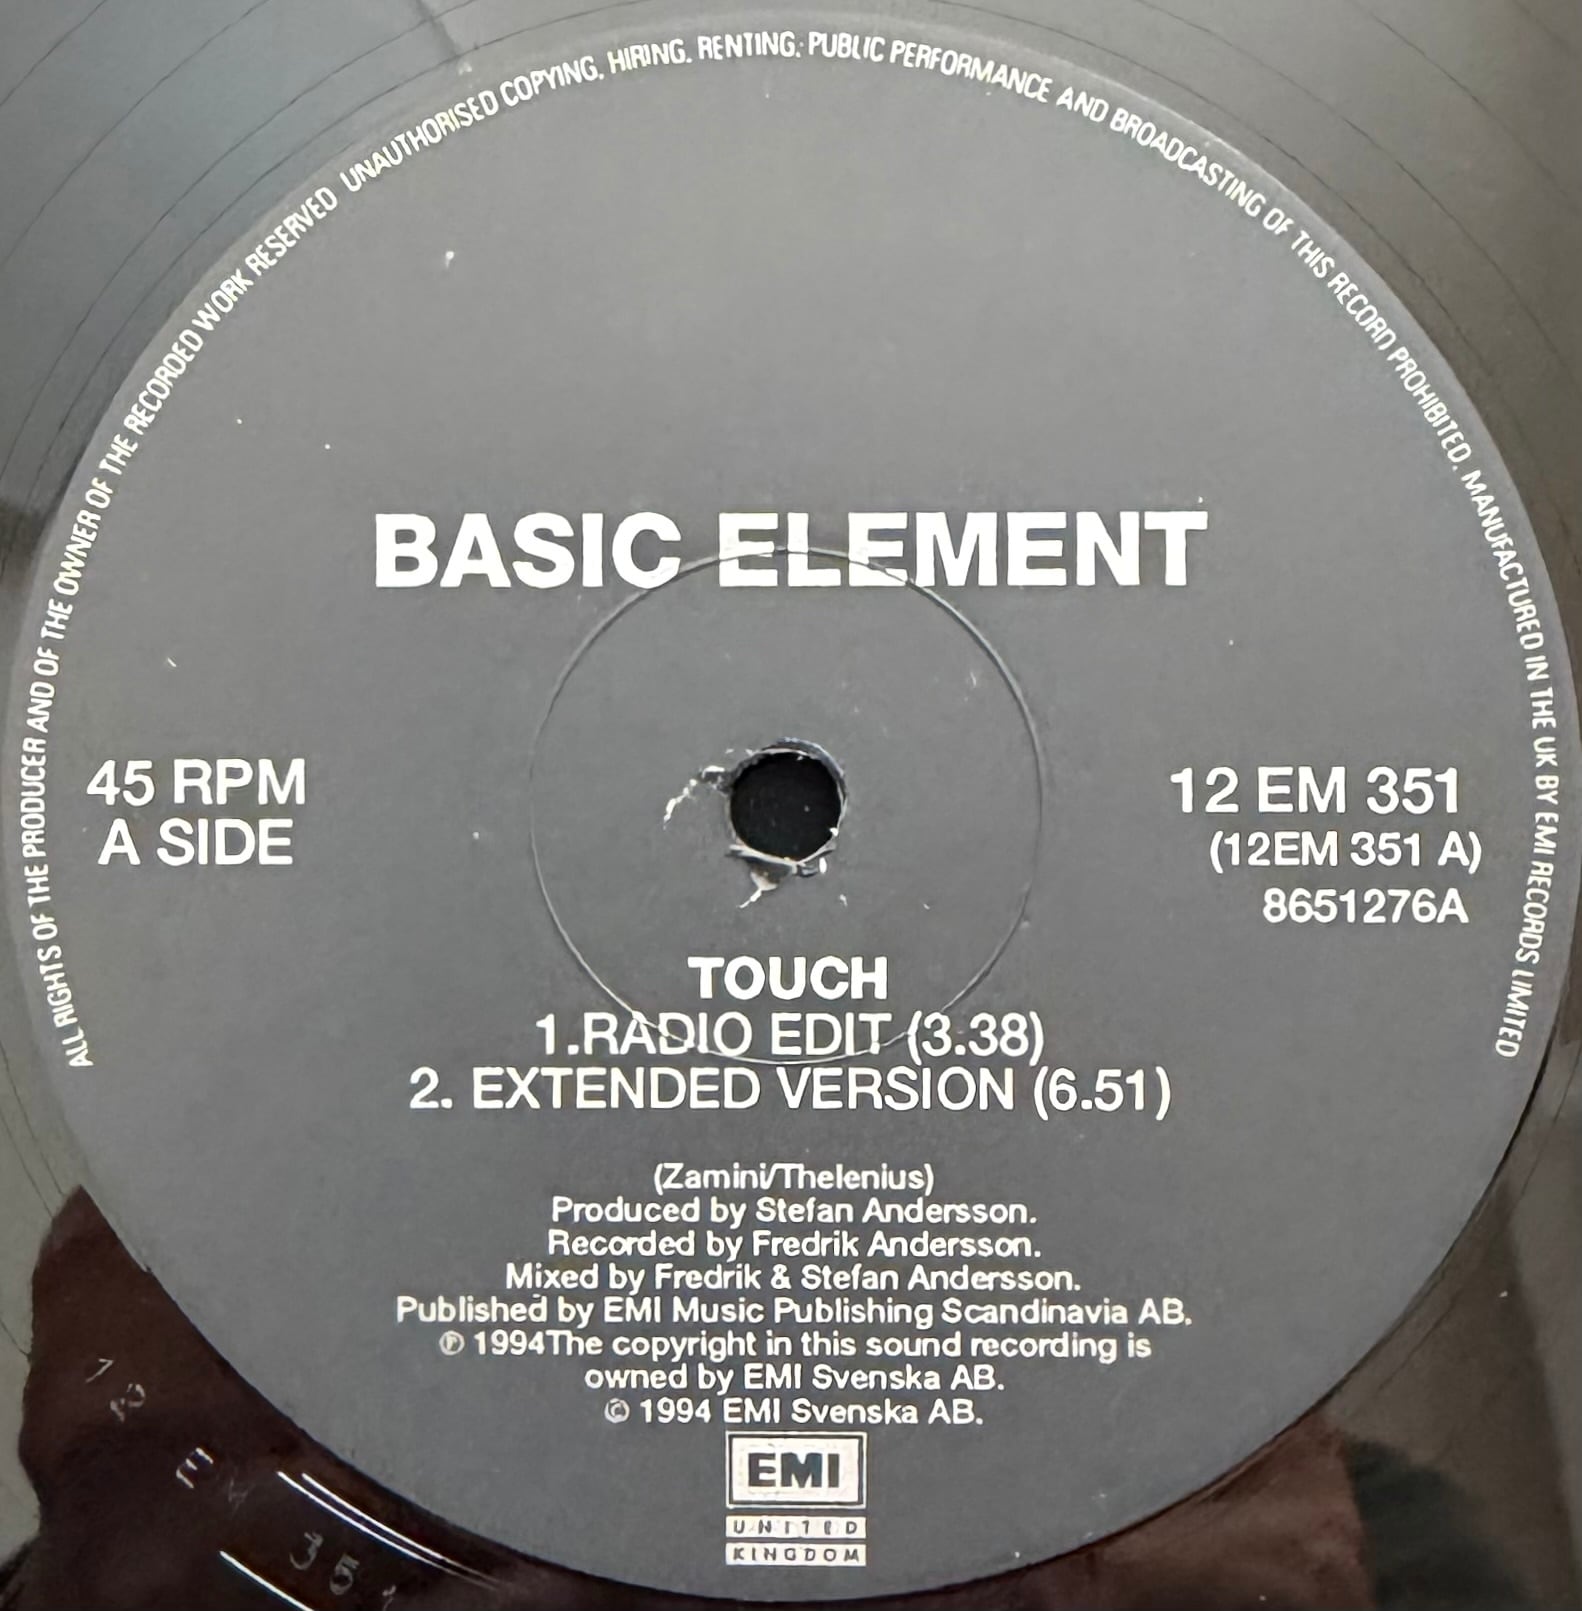 ALL RIGHTS OF THE PRODUCER AND OF THE OWNER OF THE RECORDED WORK RESERVED UNAUTHORISED COPYING, HIRING, RENTING, PUBLIC PERFORMANCE AND BROADCASTING OF THIS RECORD PROHIBITED. MANUFACTURED IN THE UK BY EMI RECORDS LIMITED
BASIC ELEMENT
45 RPM
A SIDE
12 EM 351
(12EM 351 A)
8651276A
TOUCH
1.RADIO EDIT (3.38)
2. EXTENDED VERSION (6.51)
(Zamini/Thelenius)
Produced by Stefan Andersson.
Recorded by Fredrik Andersson.
Mixed by Fredrik & Stefan Andersson.
Published by EMI Music Publishing Scandinavia AB.
℗ 1994The copyright in this sound recording is
owned by EMI Svenska AB.
© 1994 EMI Svenska AB.
EMI
UNITED
KINGDOM